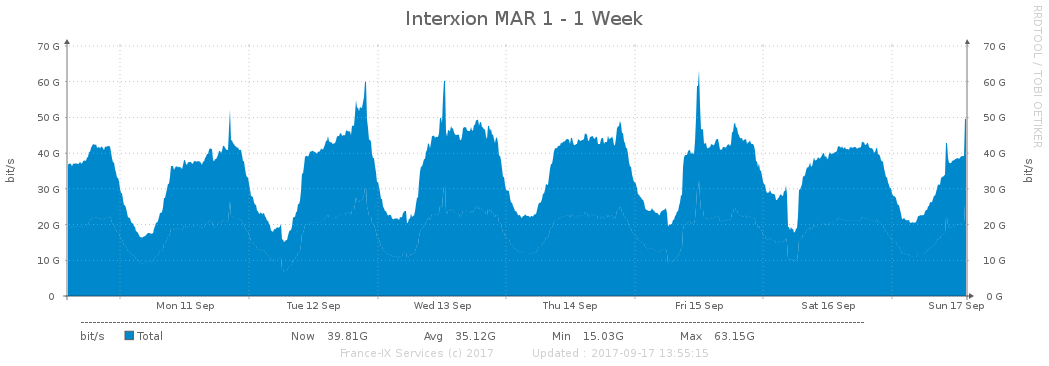 Interxion MAR 1 - 1 Week
RRDTOOL / TOBI OETIKER
70 G 70 G
60 G 60 G
50 G 50 G
40 G 40 G
30 G 30 G
20 G 20 G
10 G 10 G
0 0 G
bit/s bit/s
Mon 11 Sep Tue 12 Sep Wed 13 Sep Thu 14 Sep Fri 15 Sep Sat 16 Sep Sun 17 Sep
bit/s Total Now 39.81G Avg 35.12G Min 15.03G Max 63.15G
France-IX Services (c) 2017 Updated : 2017-09-17 13:55:15